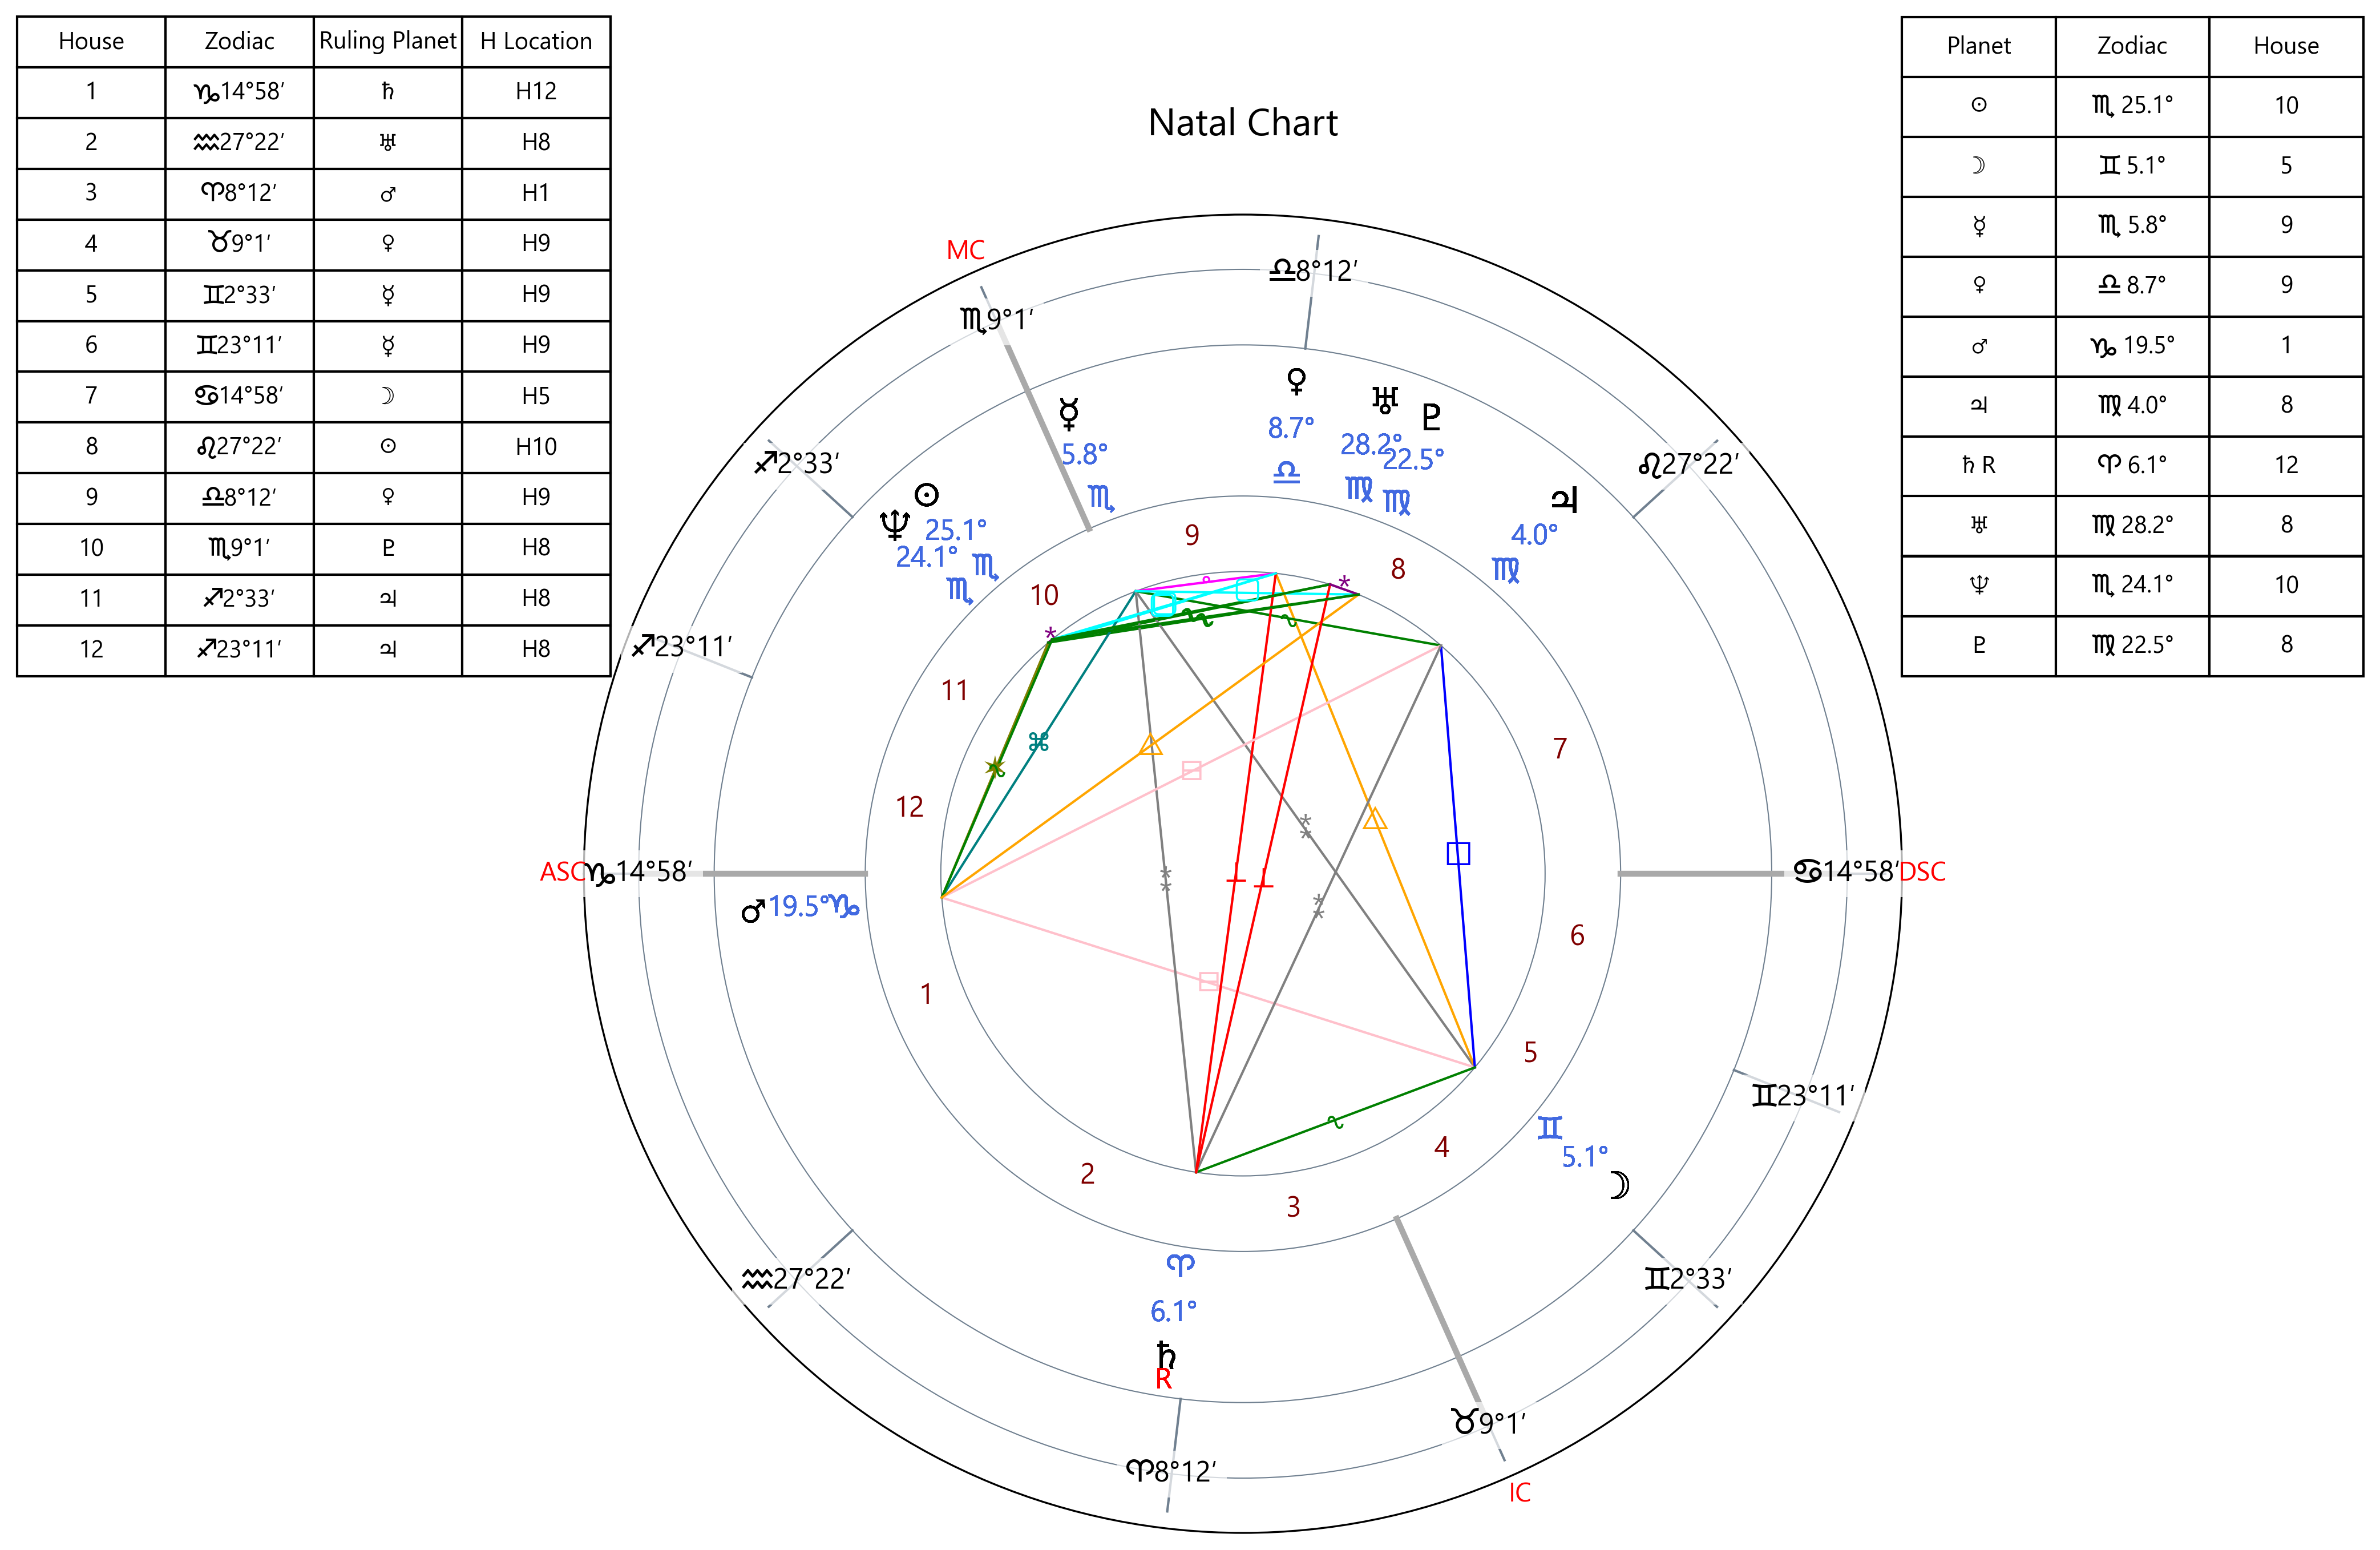 House Zodiac Ruling Planet H Location
1 ♑14°58' ♄ H12
2 ♒27°22' ♅ H8
3 ♈8°12' ♂ H1
4 ♉9°1' ♀ H9
5 ♊2°33' ☿ H9
6 ♊23°11' ☿ H9
7 ♋14°58' ☽ H5
8 ♌27°22' ☉ H10
9 ♎8°12' ♀ H9
10 ♏9°1' ♇ H8
11 ♐2°33' ♃ H8
12 ♐23°11' ♃ H8
Planet Zodiac House
☉ ♏ 25.1° 10
☽ ♊ 5.1° 5
☿ ♏ 5.8° 9
♀ ♎ 8.7° 9
♂ ♑ 19.5° 1
♃ ♍ 4.0° 8
♄ R ♈ 6.1° 12
♅ ♍ 28.2° 8
♆ ♏ 24.1° 10
♇ ♍ 22.5° 8
Natal Chart
MC
♎8°12'
♏9°1'
♐2°33'
♌27°22'
♐23°11'
ASC
♑14°58'
♋14°58'
DSC
♊23°11'
♒27°22'
♊2°33'
♈8°12'
♉9°1'
IC
♀
8.7°
♎
♅
28.2°
♍
♇
22.5°
♍
☿
5.8°
♏
♃
4.0°
♍
☉
25.1°
♏
♆
24.1°
♏
♂ 19.5° ♑
♊
5.1°
☽
♈
6.1°
♄
R
9
8
10
11
7
12
6
1
5
4
2
3